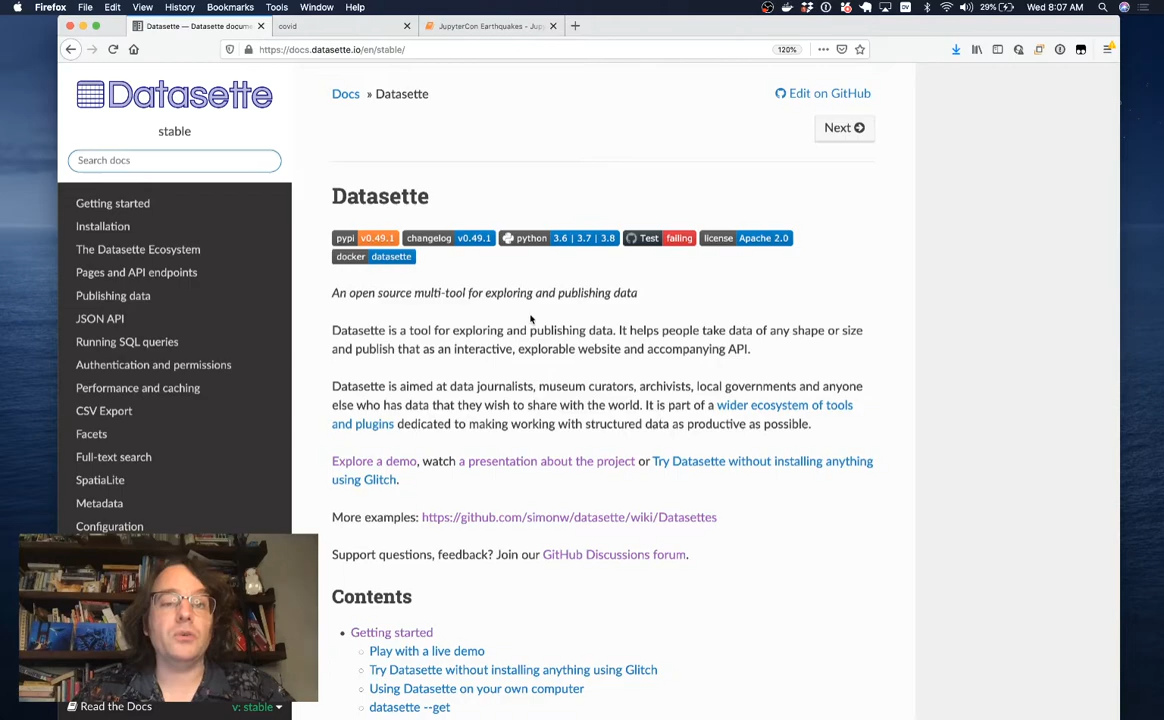 Firefox File Edit View History Bookmarks Tools Window Help 29% Wed 8:07 AM
Datasette — Datasette docume
covid
JupyterCon Earthquakes - Jup
https://docs.datasette.io/en/stable/
120%
Datasette
stable
Search docs
Getting started
Installation
The Datasette Ecosystem
Pages and API endpoints
Publishing data
JSON API
Running SQL queries
Authentication and permissions
Performance and caching
CSV Export
Facets
Full-text search
SpatiaLite
Metadata
Configuration
Read the Docs v: stable
Docs » Datasette
Edit on GitHub
Next
Datasette
pypi v0.49.1 changelog v0.49.1 python 3.6 | 3.7 | 3.8 Test failing license Apache 2.0
docker datasette
An open source multi-tool for exploring and publishing data
Datasette is a tool for exploring and publishing data. It helps people take data of any shape or size
and publish that as an interactive, explorable website and accompanying API.
Datasette is aimed at data journalists, museum curators, archivists, local governments and anyone
else who has data that they wish to share with the world. It is part of a wider ecosystem of tools
and plugins dedicated to making working with structured data as productive as possible.
Explore a demo, watch a presentation about the project or Try Datasette without installing anything
using Glitch.
More examples: https://github.com/simonw/datasette/wiki/Datasettes
Support questions, feedback? Join our GitHub Discussions forum.
Contents
Getting started
Play with a live demo
Try Datasette without installing anything using Glitch
Using Datasette on your own computer
datasette --get